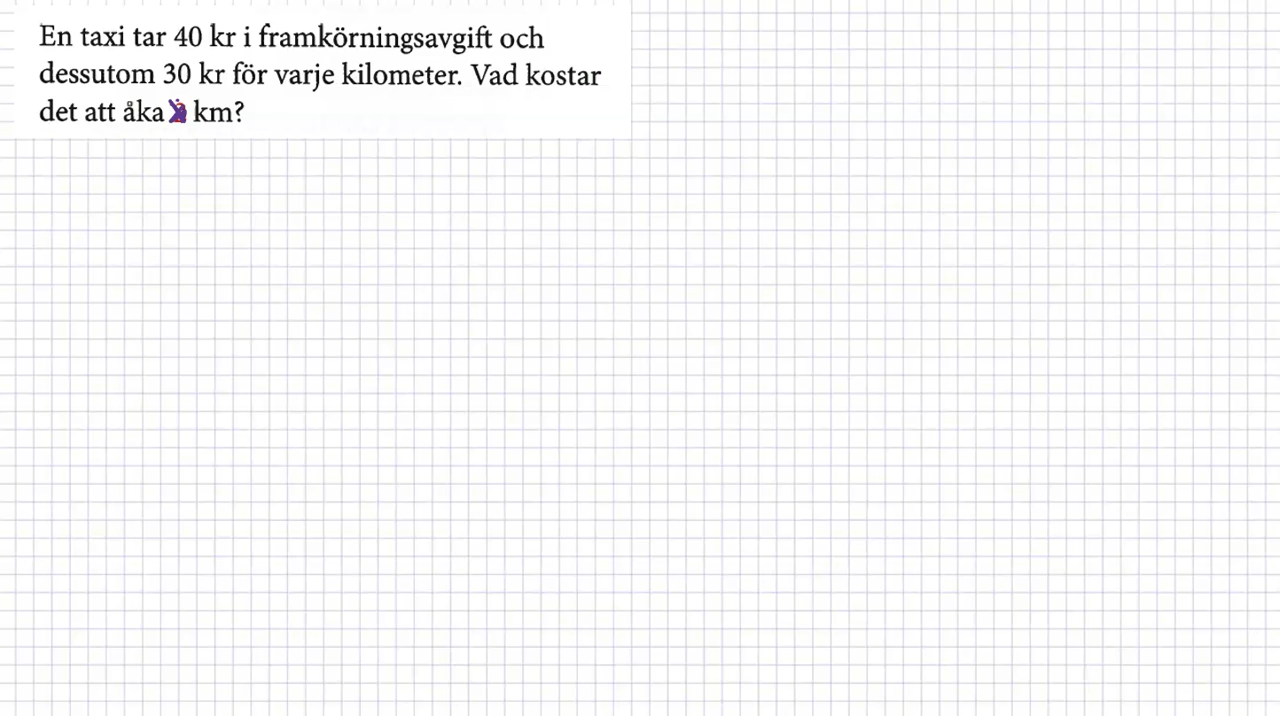 En taxi tar 40 kr i framkörningsavgift och
dessutom 30 kr för varje kilometer. Vad kostar
det att åka km?